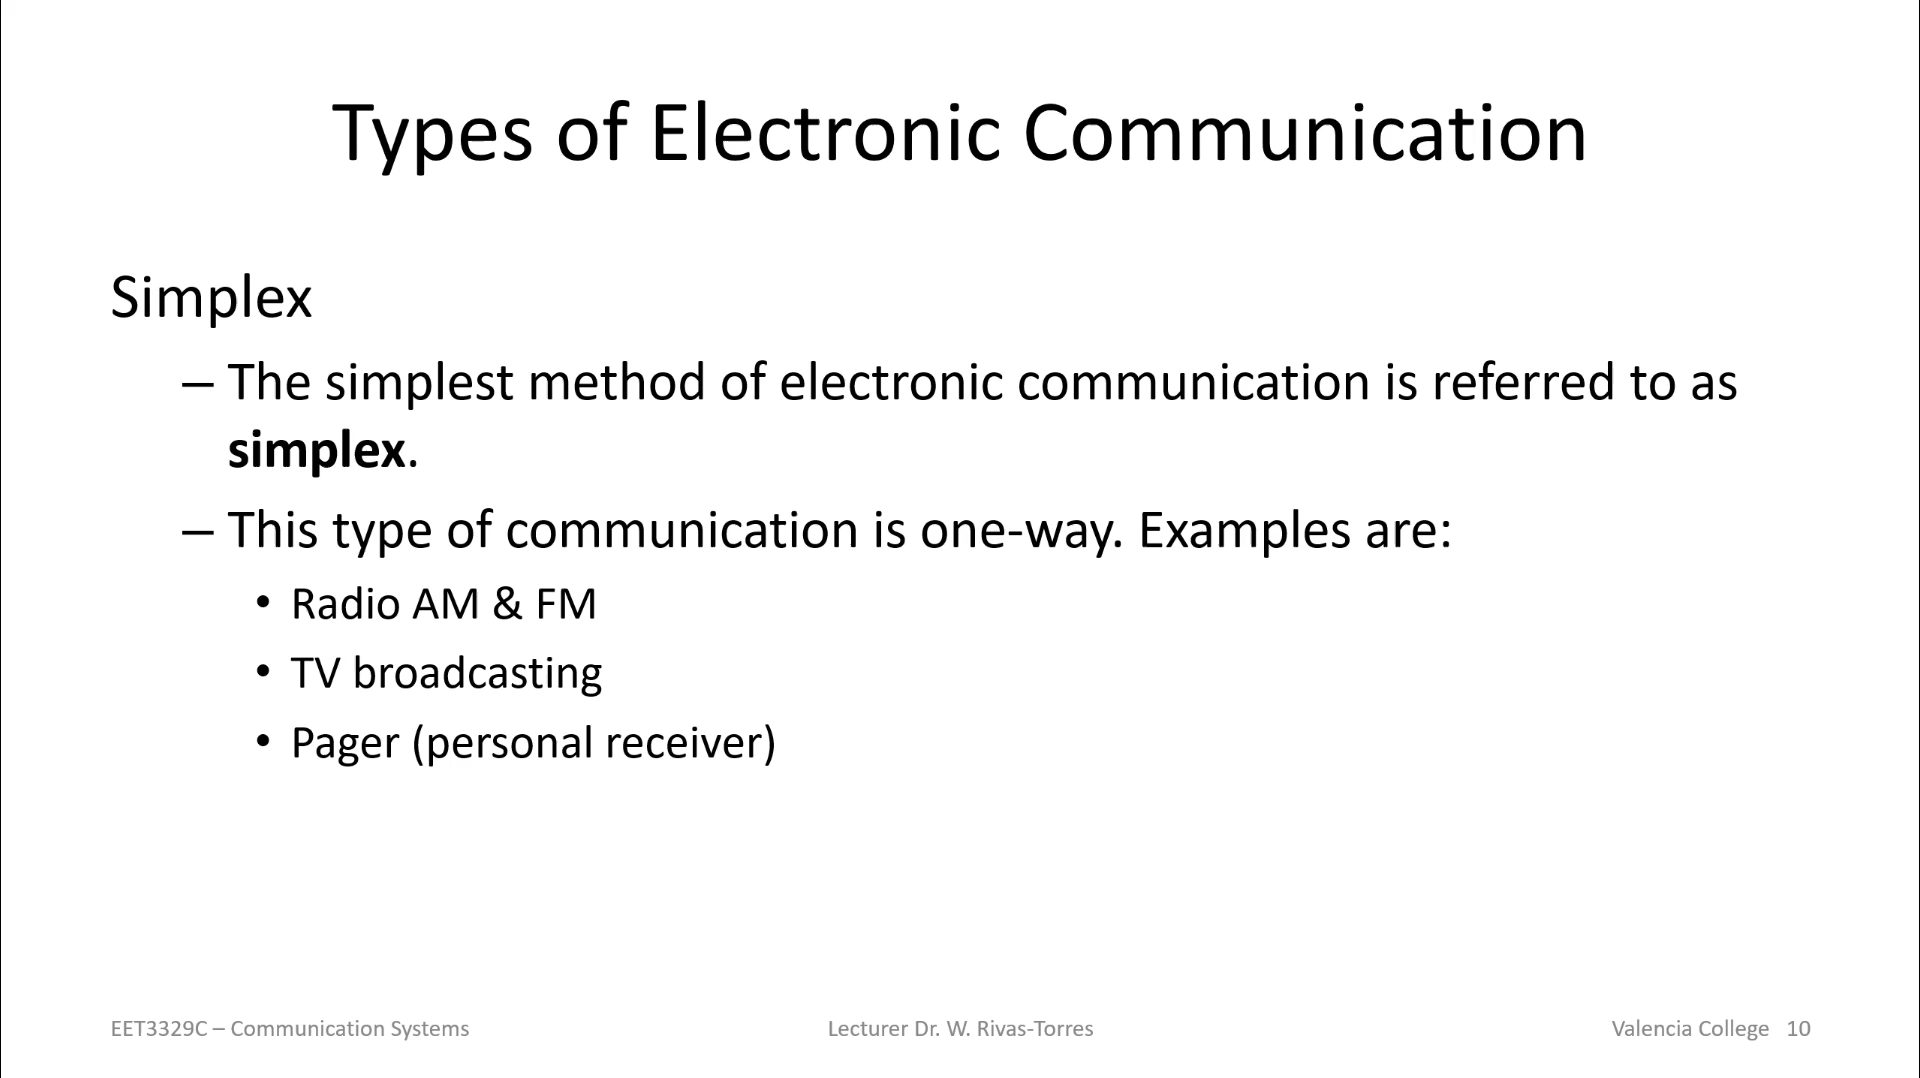 Types of Electronic Communication
Simplex
– The simplest method of electronic communication is referred to as
simplex.
– This type of communication is one-way. Examples are:
• Radio AM & FM
• TV broadcasting
• Pager (personal receiver)
EET3329C – Communication Systems
Lecturer Dr. W. Rivas-Torres
Valencia College 10